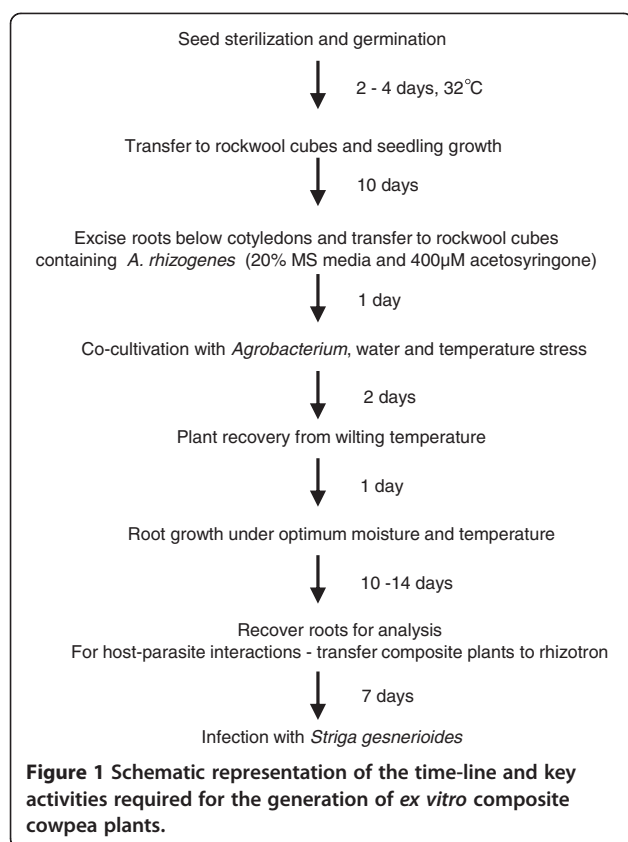 Seed sterilization and germination
2 - 4 days, 32°C
Transfer to rockwool cubes and seedling growth
10 days
Excise roots below cotyledons and transfer to rockwool cubes
containing A. rhizogenes (20% MS media and 400µM acetosyringone)
1 day
Co-cultivation with Agrobacterium, water and temperature stress
2 days
Plant recovery from wilting temperature
1 day
Root growth under optimum moisture and temperature
10 -14 days
Recover roots for analysis
For host-parasite interactions - transfer composite plants to rhizotron
7 days
Infection with Striga gesnerioides
Figure 1 Schematic representation of the time-line and key
activities required for the generation of ex vitro composite
cowpea plants.